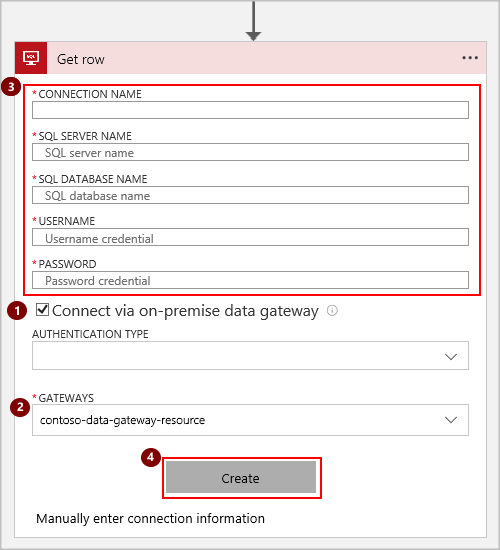 Get row
3
* CONNECTION NAME
* SQL SERVER NAME
SQL server name
* SQL DATABASE NAME
SQL database name
* USERNAME
Username credential
* PASSWORD
Password credential
1 Connect via on-premise data gateway
AUTHENTICATION TYPE
* GATEWAYS
2 contoso-data-gateway-resource
4
Create
Manually enter connection information